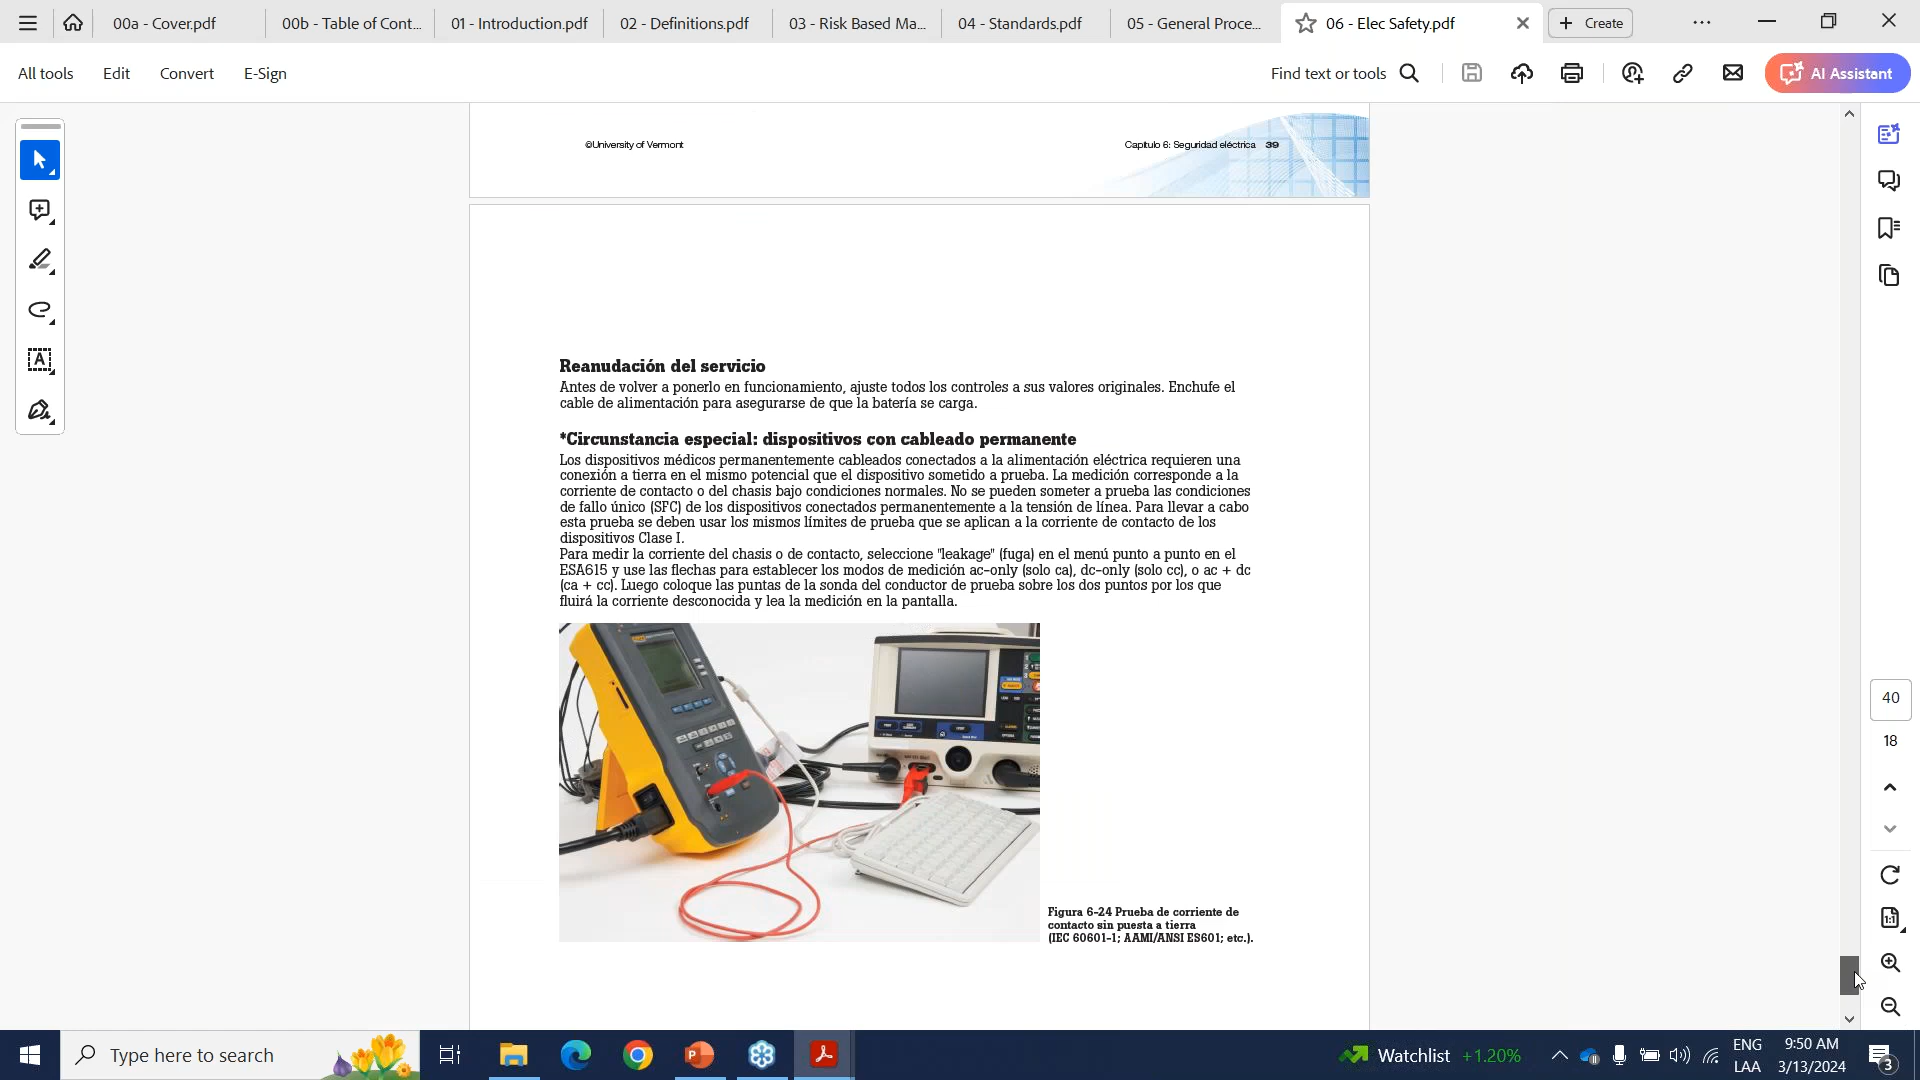 00a - Cover.pdf
00b - Table of Cont...
01 - Introduction.pdf
02 - Definitions.pdf
03 - Risk Based Ma...
04 - Standards.pdf
05 - General Proce...
06 - Elec Safety.pdf
Create
All tools
Edit
Convert
E-Sign
Find text or tools
AI Assistant
©University of Vermont
Capítulo 6: Seguridad eléctrica 39
Reanudación del servicio
Antes de volver a ponerlo en funcionamiento, ajuste todos los controles a sus valores originales. Enchufe el
cable de alimentación para asegurarse de que la batería se carga.
*Circunstancia especial: dispositivos con cableado permanente
Los dispositivos médicos permanentemente cableados conectados a la alimentación eléctrica requieren una
conexión a tierra en el mismo potencial que el dispositivo sometido a prueba. La medición corresponde a la
corriente de contacto o del chasis bajo condiciones normales. No se pueden someter a prueba las condiciones
de fallo único (SFC) de los dispositivos conectados permanentemente a la tensión de línea. Para llevar a cabo
esta prueba se deben usar los mismos límites de prueba que se aplican a la corriente de contacto de los
dispositivos Clase I.
Para medir la corriente del chasis o de contacto, seleccione "leakage" (fuga) en el menú punto a punto en el
ESA615 y use las flechas para establecer los modos de medición ac-only (solo ca), dc-only (solo cc), o ac + dc
(ca + cc). Luego coloque las puntas de la sonda del conductor de prueba sobre los dos puntos por los que
fluirá la corriente desconocida y lea la medición en la pantalla.
Figura 6-24 Prueba de corriente de
contacto sin puesta a tierra
(IEC 60601-1; AAMI/ANSI ES601; etc.).
40
18
Type here to search
Watchlist +1.20%
ENG
LAA
9:50 AM
3/13/2024
3